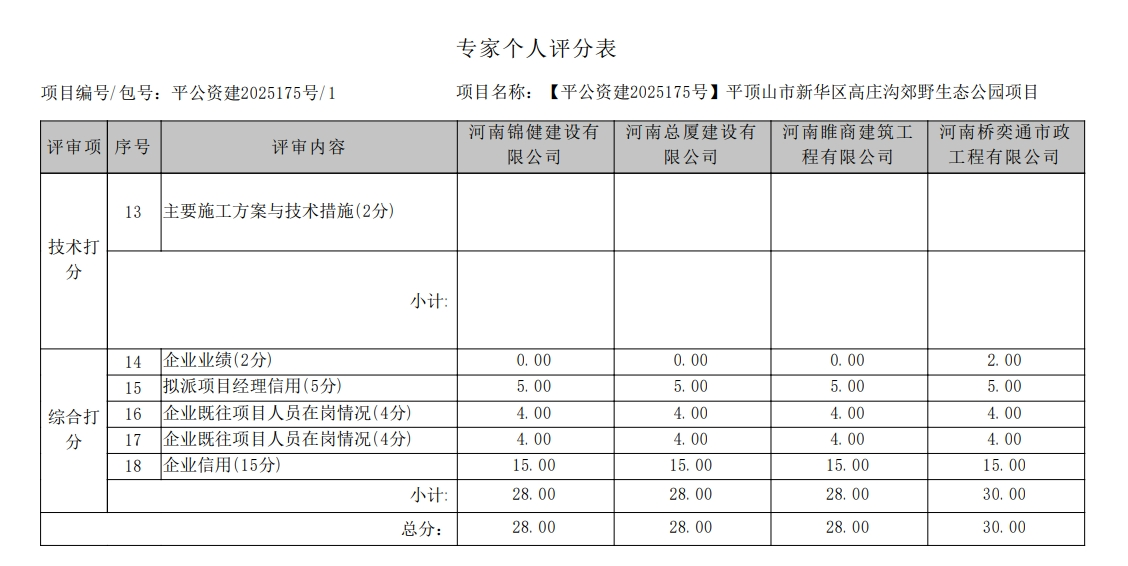 专家个人评分表
项目编号/包号：平公资建2025175号/1 项目名称：【平公资建2025175号】平顶山市新华区高庄沟郊野生态公园项目
评审项 序号 评审内容 河南锦健建设有限公司 河南总厦建设有限公司 河南睢商建筑工程有限公司 河南桥奕通市政工程有限公司
技术打分
13 主要施工方案与技术措施(2分)
小计:
综合打分
14 企业业绩(2分) 0.00 0.00 0.00 2.00
15 拟派项目经理信用(5分) 5.00 5.00 5.00 5.00
16 企业既往项目人员在岗情况(4分) 4.00 4.00 4.00 4.00
17 企业既往项目人员在岗情况(4分) 4.00 4.00 4.00 4.00
18 企业信用(15分) 15.00 15.00 15.00 15.00
小计: 28.00 28.00 28.00 30.00
总分： 28.00 28.00 28.00 30.00